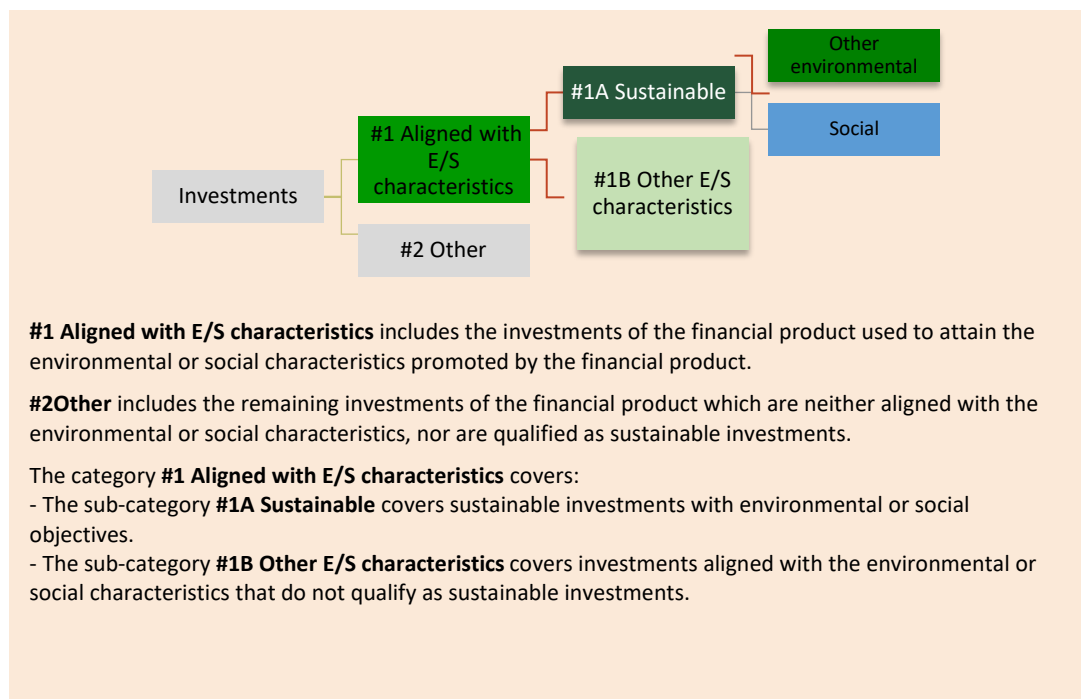 Other
environmental
#1A Sustainable
Social
#1 Aligned with
E/S
characteristics
#1B Other E/S
characteristics
Investments
#2 Other
#1 Aligned with E/S characteristics includes the investments of the financial product used to attain the
environmental or social characteristics promoted by the financial product.
#2Other includes the remaining investments of the financial product which are neither aligned with the
environmental or social characteristics, nor are qualified as sustainable investments.
The category #1 Aligned with E/S characteristics covers:
- The sub-category #1A Sustainable covers sustainable investments with environmental or social
objectives.
- The sub-category #1B Other E/S characteristics covers investments aligned with the environmental or
social characteristics that do not qualify as sustainable investments.